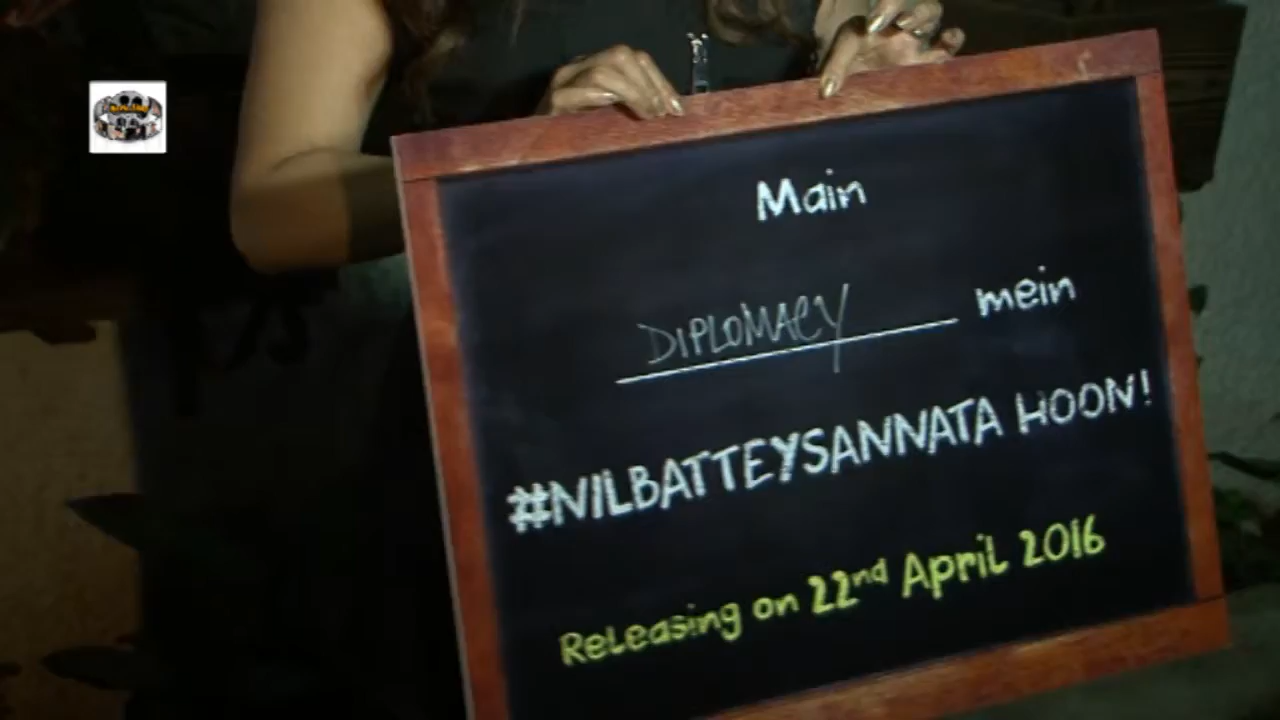 Main
DIPLOMACY mein
#NILBATTEYSANNATA HOON!
Releasing on 22nd April 2016